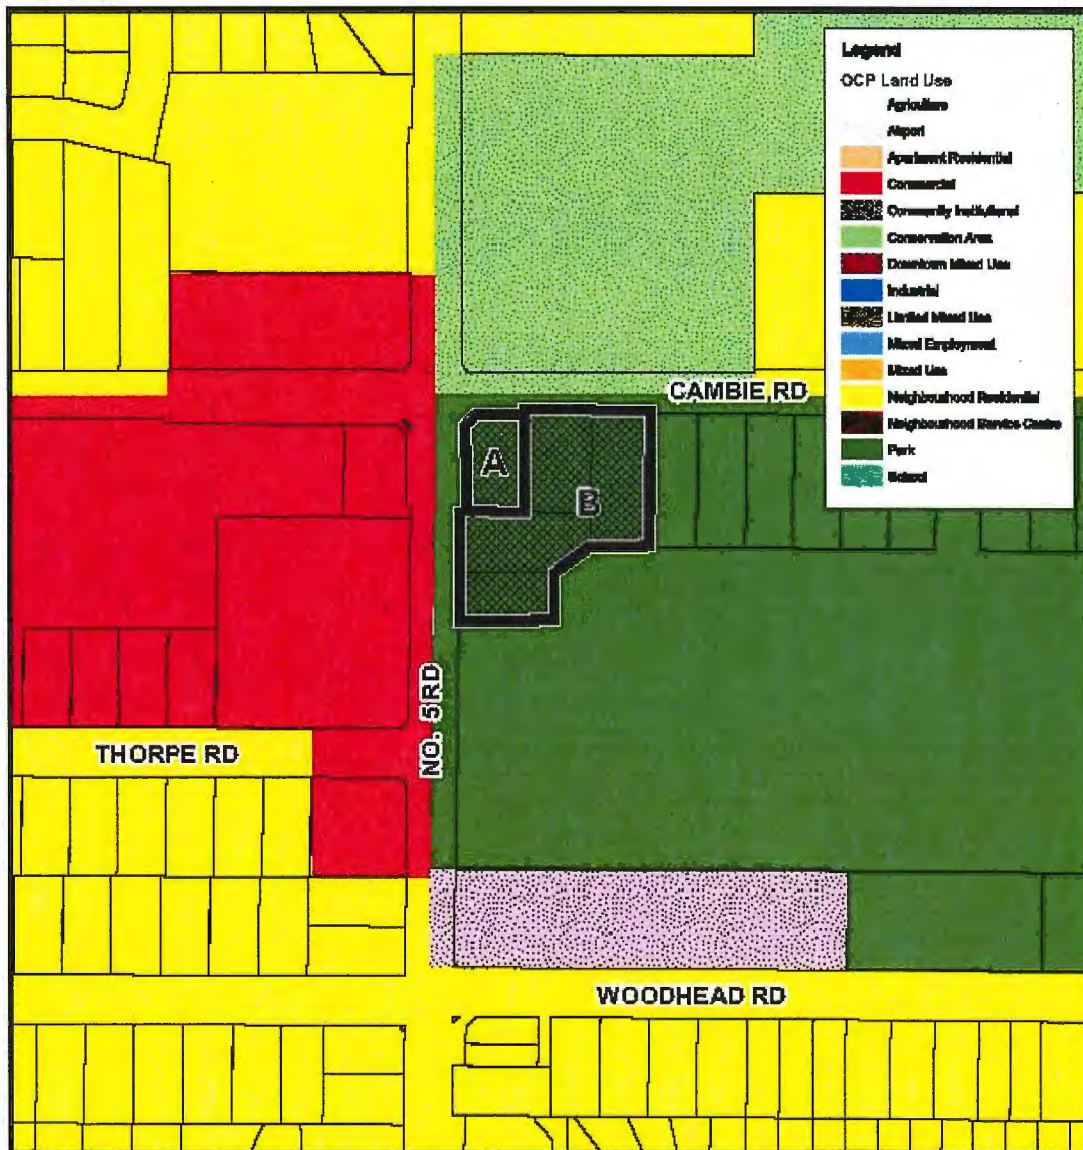 Legend
OCP Land Use
Agriculture
Airport
Apartment Residential
Commercial
Community Institutional
Conservation Area
Downtown Mixed Use
Industrial
Limited Mixed Use
Mixed Employment
Mixed Use
Neighbourhood Residential
Neighbourhood Service Centre
Park
School
CAMBIE RD
A
B
NO. 5 RD
THORPE RD
WOODHEAD RD